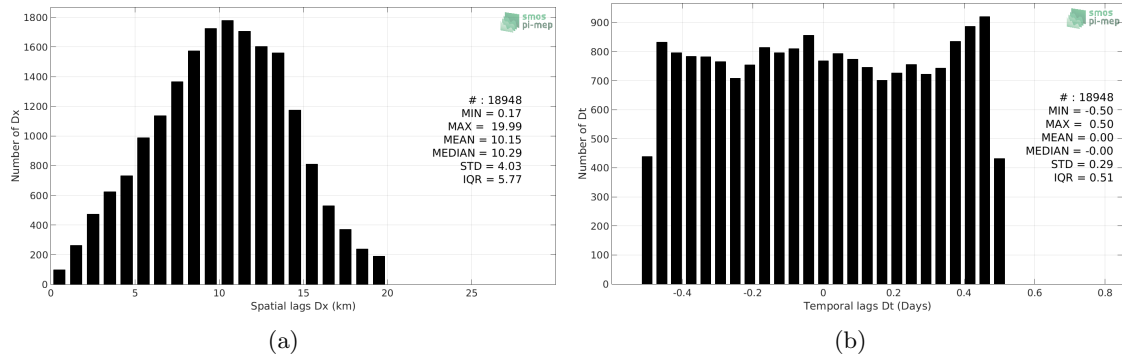 smos
pi-mep
Number of Dx
1800
1600
1400
1200
1000
800
600
400
200
0
# : 18948
MIN = 0.17
MAX = 19.99
MEAN = 10.15
MEDIAN = 10.29
STD = 4.03
IQR = 5.77
0 5 10 15 20 25
Spatial lags Dx (km)
(a)
smos
pi-mep
Number of Dt
900
800
700
600
500
400
300
200
100
0
# : 18948
MIN = -0.50
MAX = 0.50
MEAN = 0.00
MEDIAN = -0.00
STD = 0.29
IQR = 0.51
-0.4 -0.2 0 0.2 0.4 0.6 0.8
Temporal lags Dt (Days)
(b)